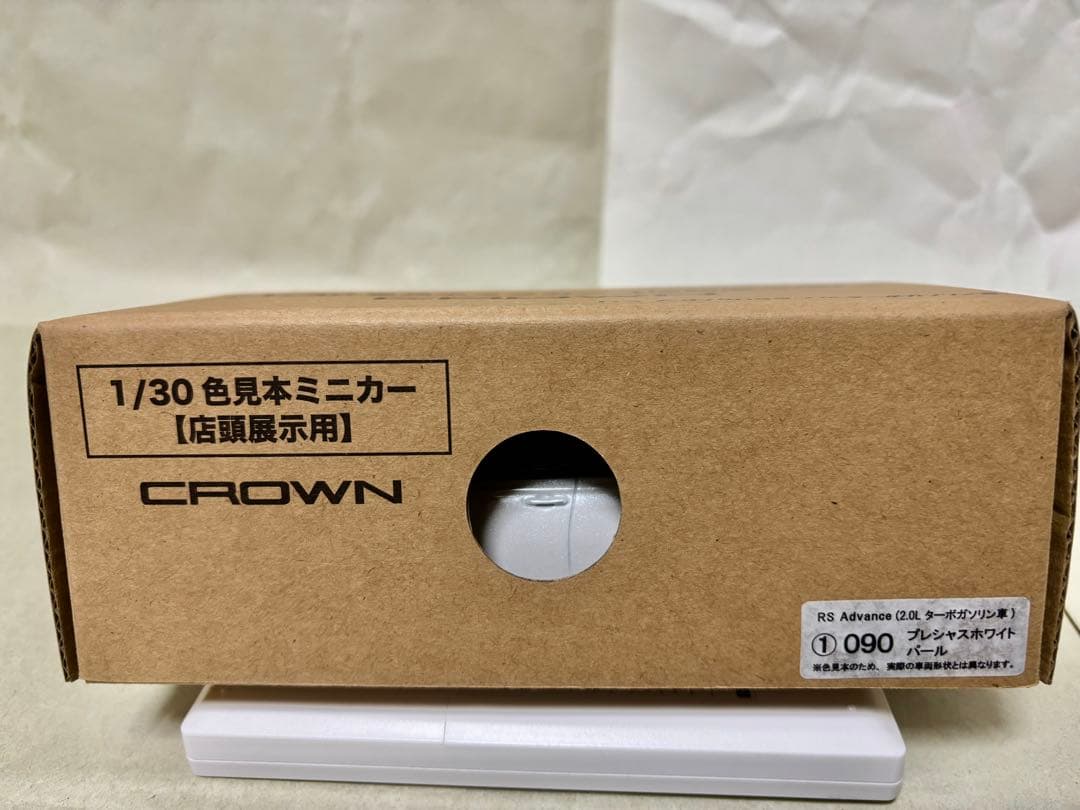 1/30 色見本ミニカー
【店頭展示用】
CROWN
RS Advance (2.0L ターボガソリン車)
① 090 プレシャスホワイト
パール
※色見本のため、実際の車両形状とは異なります。